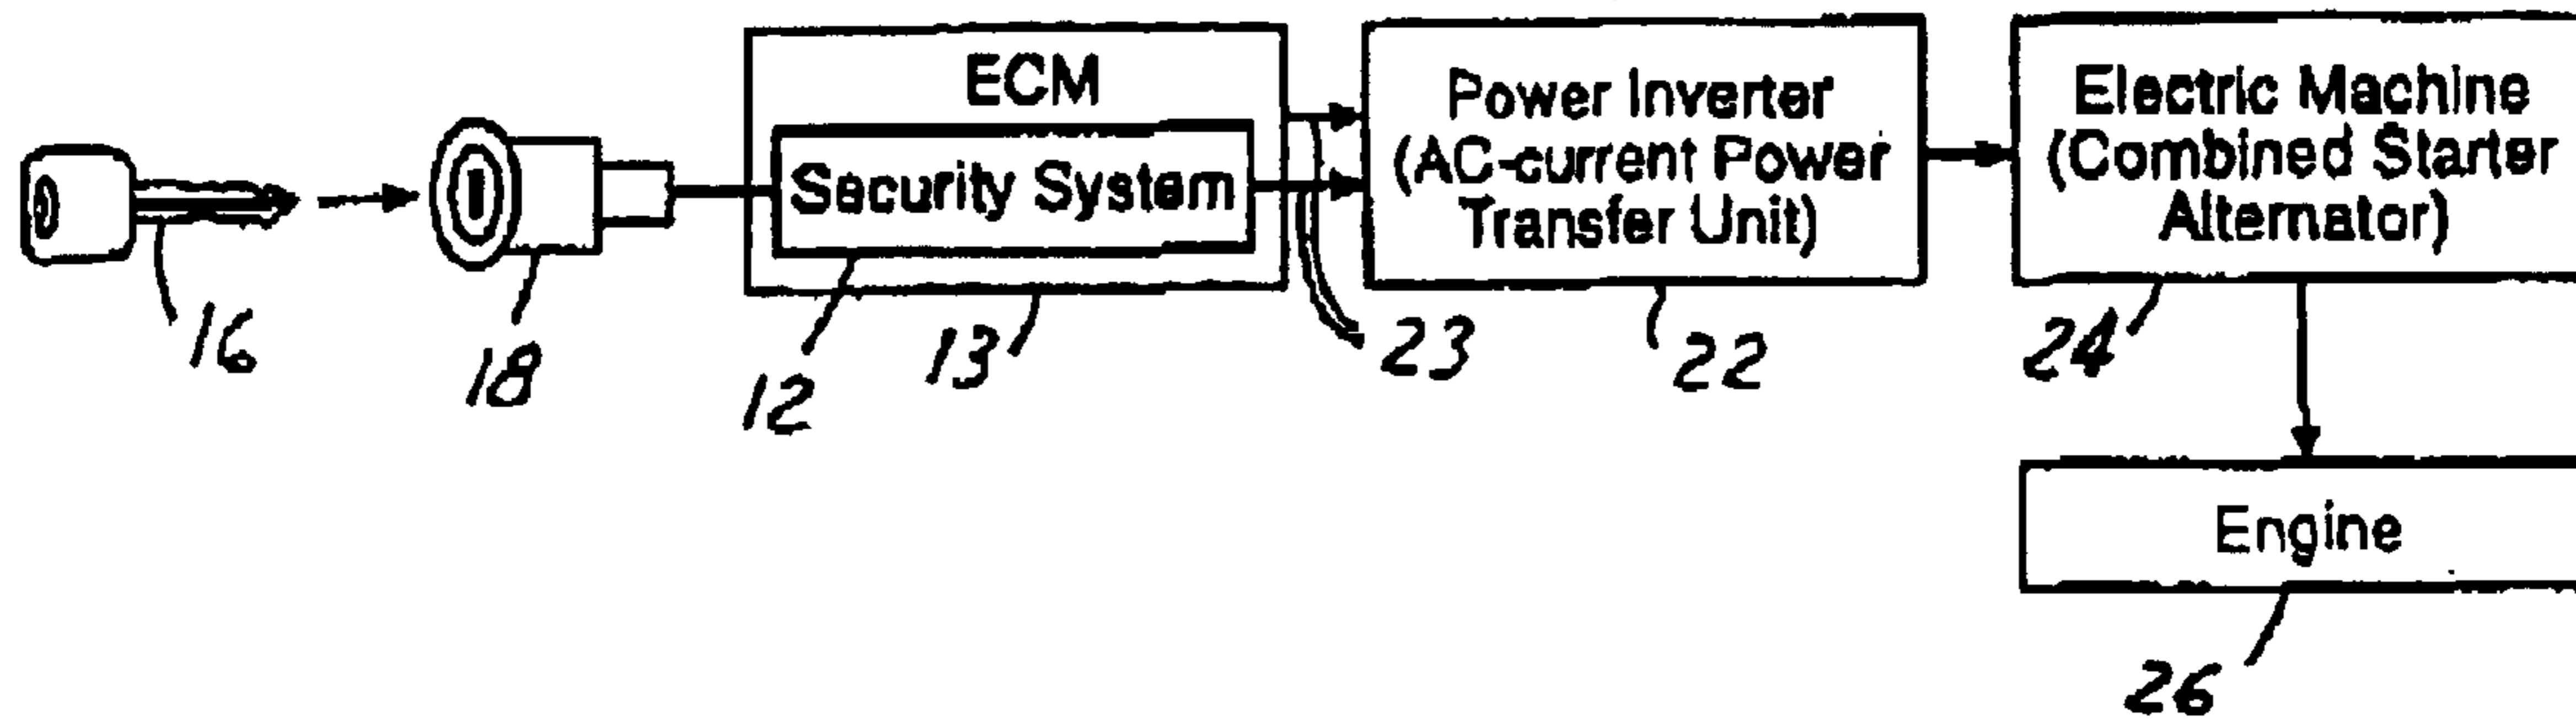 ECM
Security System
Power Inverter
(AC-current Power
Transfer Unit)
Electric Machine
(Combined Starter
Alternator)
16
18
12
13
23
22
24
Engine
26